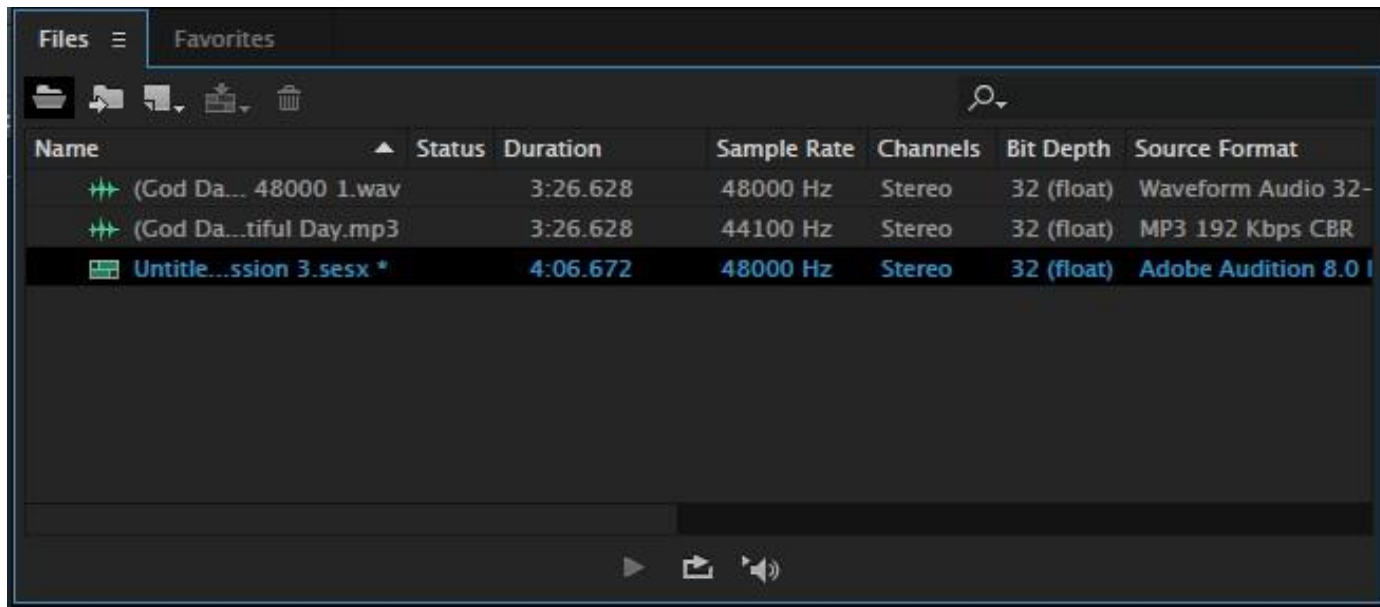 Files Favorites
Name Status Duration Sample Rate Channels Bit Depth Source Format
(God Da... 48000 1.wav 3:26.628 48000 Hz Stereo 32 (float) Waveform Audio 32-
(God Da...tiful Day.mp3 3:26.628 44100 Hz Stereo 32 (float) MP3 192 Kbps CBR
Untitle...ssion 3.sesx * 4:06.672 48000 Hz Stereo 32 (float) Adobe Audition 8.0